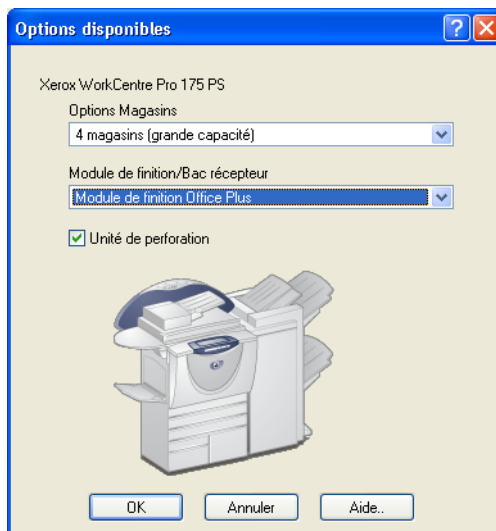 Options disponibles
Xerox WorkCentre Pro 175 PS
Options Magasins
4 magasins (grande capacité)
Module de finition/Bac récepteur
Module de finition Office Plus
Unité de perforation
OK Annuler Aide..